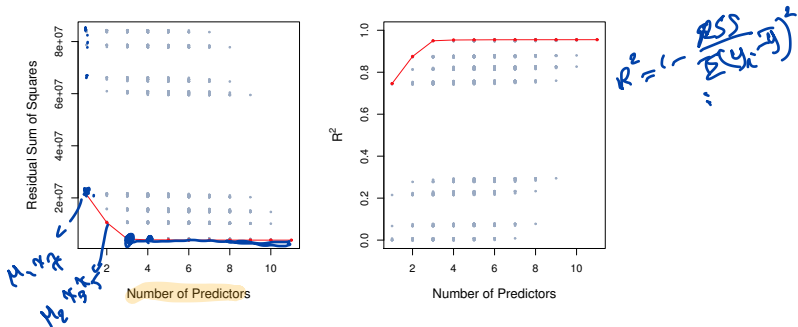 Residual Sum of Squares
8e+07
6e+07
4e+07
2e+07
2 4 6 8 10
Number of Predictors
R²
1.0
0.8
0.6
0.4
0.2
0.0
2 4 6 8 10
Number of Predictors
R² = 1 - RSS / Σ(yᵢ - ȳ)²